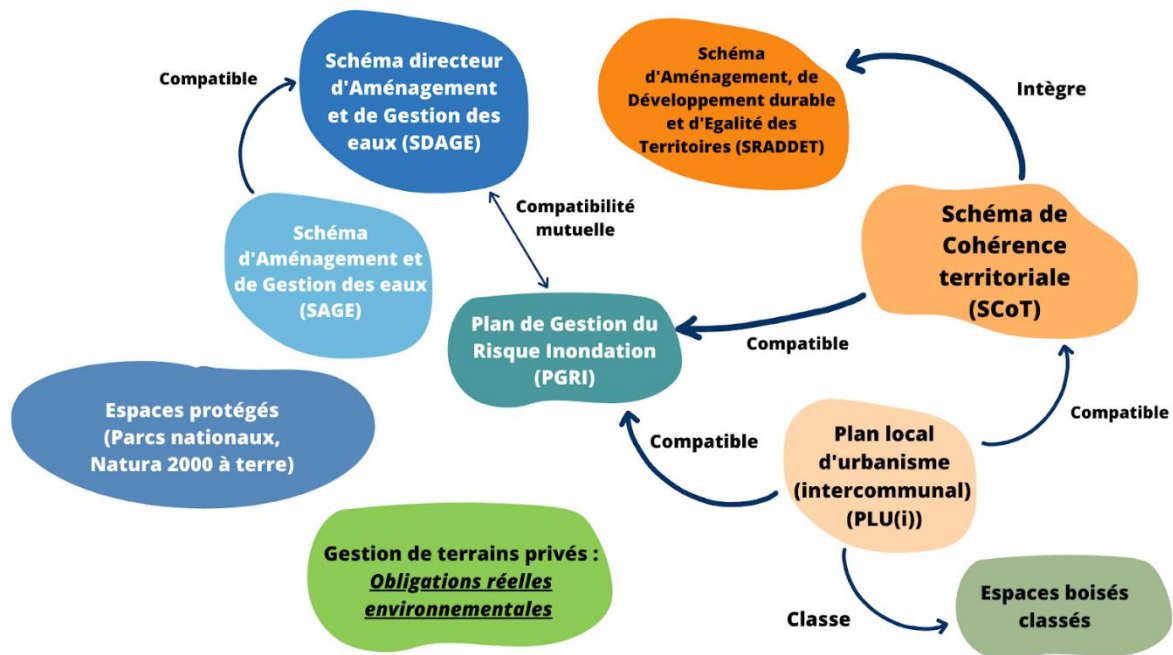 Compatible
Schéma directeur
d'Aménagement
et de Gestion des
eaux (SDAGE)
Schéma
d'Aménagement, de
Développement durable
et d'Egalité des
Territoires (SRADDET)
Intègre
Schéma
d'Aménagement et
de Gestion des eaux
(SAGE)
Compatibilité
mutuelle
Schéma de
Cohérence
territoriale
(SCoT)
Plan de Gestion du
Risque Inondation
(PGRI)
Compatible
Espaces protégés
(Parcs nationaux,
Natura 2000 à terre)
Compatible
Plan local
d'urbanisme
(intercommunal)
(PLU(i))
Compatible
Gestion de terrains privés :
Obligations réelles
environnementales
Classe
Espaces boisés
classés